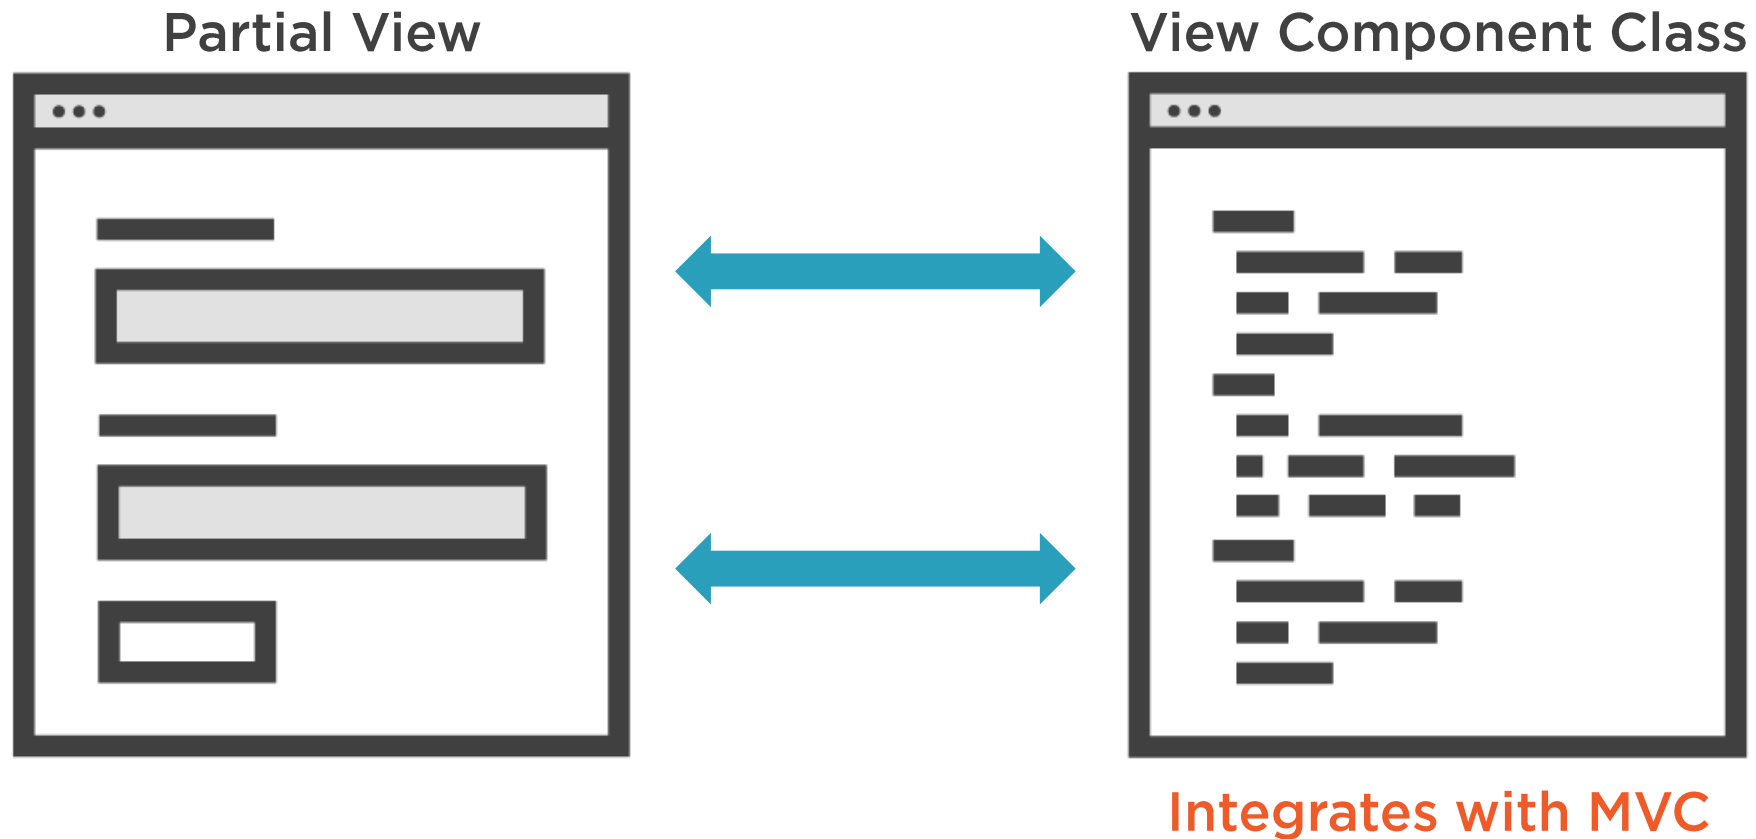 Partial View
View Component Class
Integrates with MVC